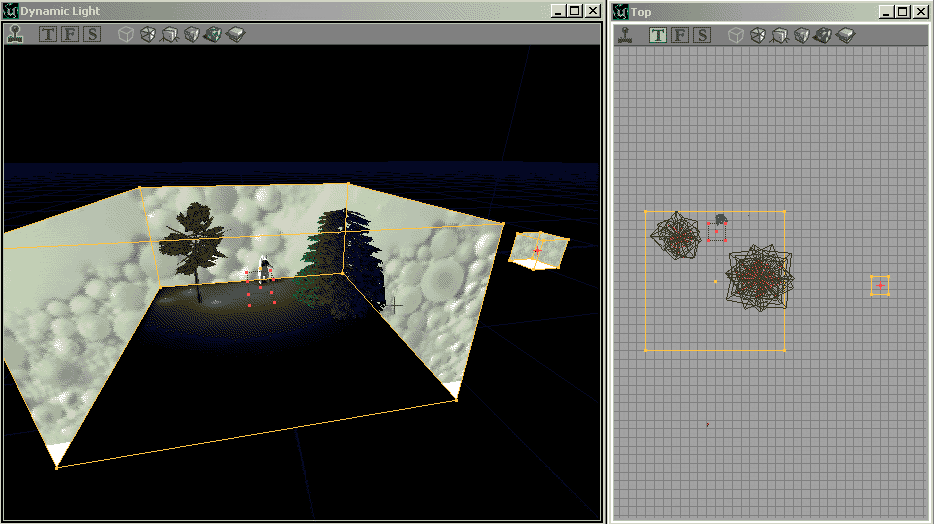 Dynamic Light
T F S
Top
T F S